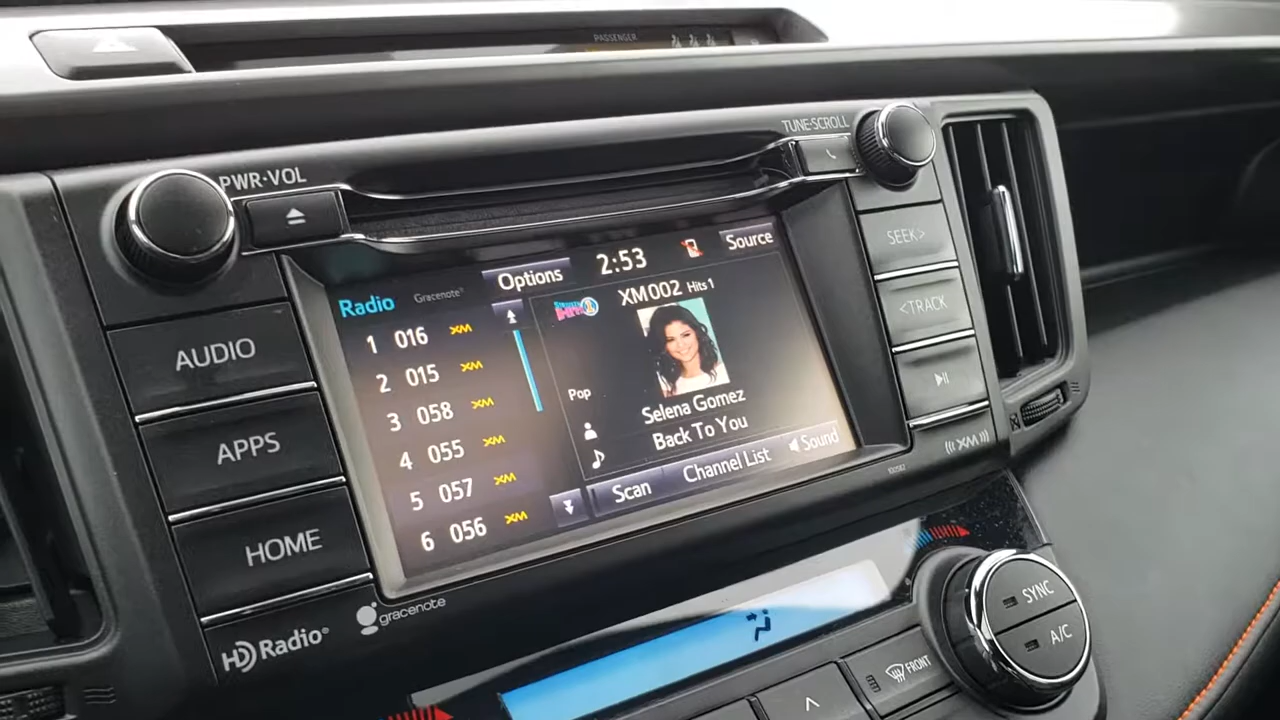 PASSENGER
TUNE·SCROLL
PWR·VOL
Options
2:53
Source
Radio
Gracenote®
XM002 Hits 1
1 016 XM
2 015 XM
3 058 XM
4 055 XM
5 057 XM
6 056 XM
Pop
Selena Gomez
Back To You
Scan
Channel List
Sound
AUDIO
APPS
HOME
SEEK>
<TRACK
XM
HD Radio®
gracenote
SYNC
A/C
FRONT